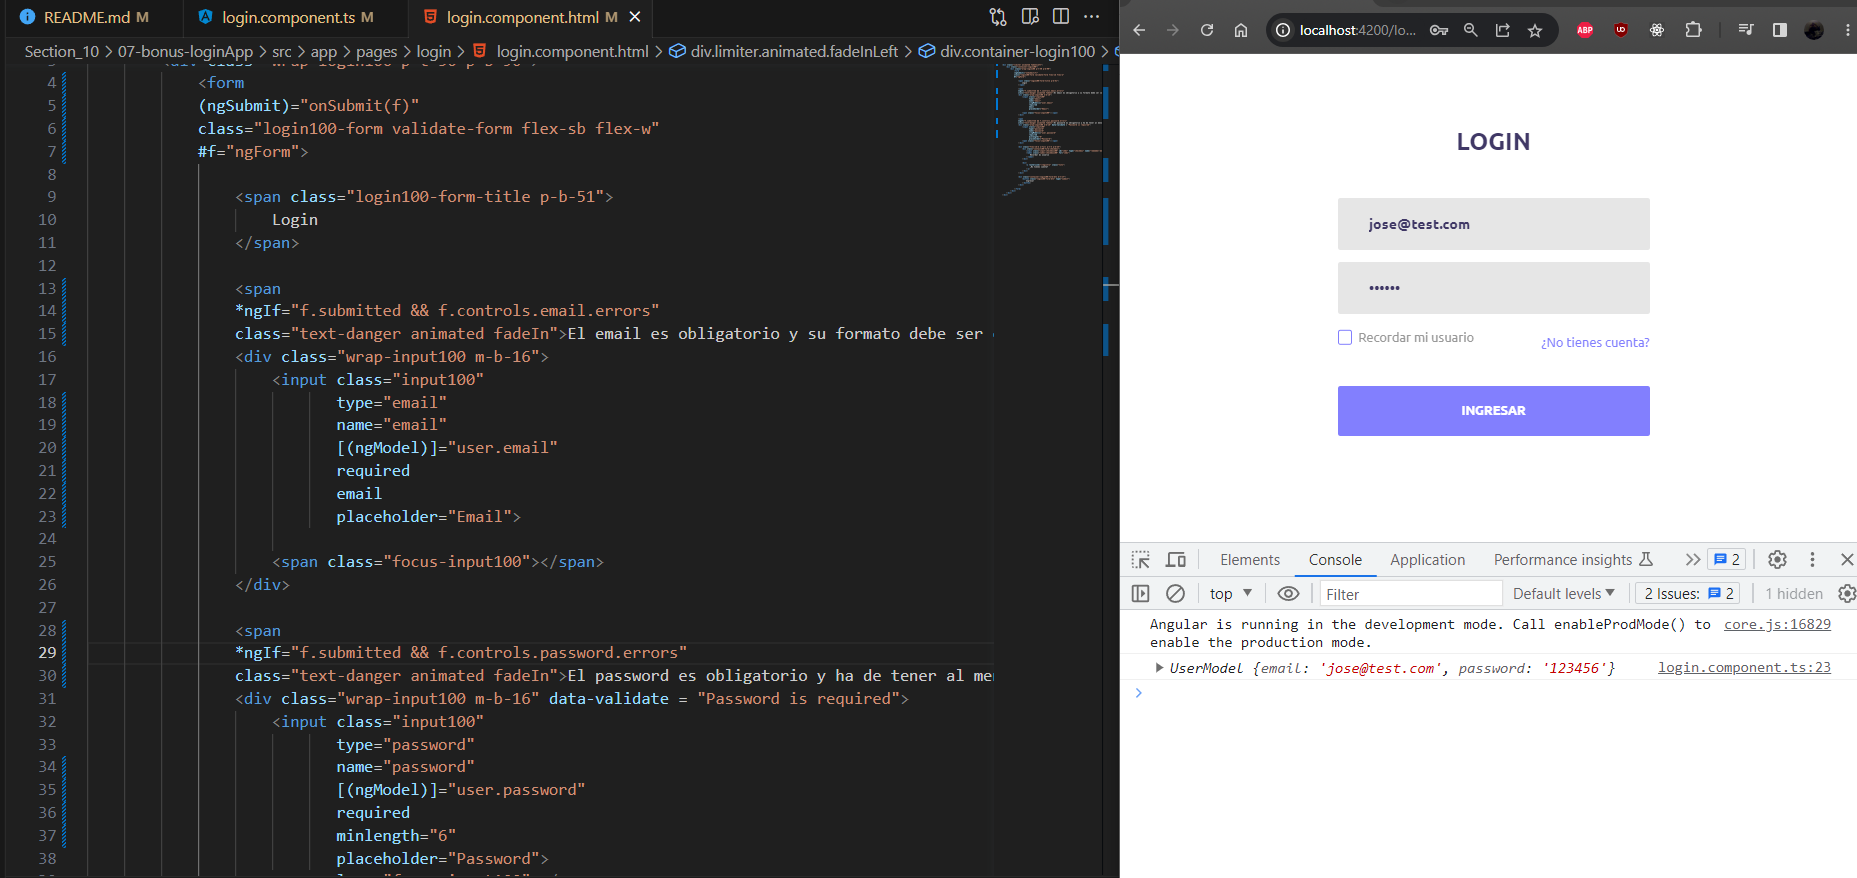 README.md M
login.component.ts M
login.component.html M
Section_10 > 07-bonus-loginApp > src > app > pages > login > login.component.html > div.limiter.animated.fadeInLeft > div.container-login100 >
4 <form
5 (ngSubmit)="onSubmit(f)"
6 class="login100-form validate-form flex-sb flex-w"
7 #f="ngForm">
8
9 <span class="login100-form-title p-b-51">
10 Login
11 </span>
12
13 <span
14 *ngIf="f.submitted && f.controls.email.errors"
15 class="text-danger animated fadeIn">El email es obligatorio y su formato debe ser
16 <div class="wrap-input100 m-b-16">
17 <input class="input100"
18 type="email"
19 name="email"
20 [(ngModel)]="user.email"
21 required
22 email
23 placeholder="Email">
24
25 <span class="focus-input100"></span>
26 </div>
27
28 <span
29 *ngIf="f.submitted && f.controls.password.errors"
30 class="text-danger animated fadeIn">El password es obligatorio y ha de tener al
31 <div class="wrap-input100 m-b-16" data-validate = "Password is required">
32 <input class="input100"
33 type="password"
34 name="password"
35 [(ngModel)]="user.password"
36 required
37 minlength="6"
38 placeholder="Password">
localhost:4200/lo...
ABP
LOGIN
jose@test.com
••••••
Recordar mi usuario
¿No tienes cuenta?
INGRESAR
Elements
Console
Application
Performance insights
2
top
Filter
Default levels
2 Issues: 2
1 hidden
Angular is running in the development mode. Call enableProdMode() to core.js:16829
enable the production mode.
UserModel {email: 'jose@test.com', password: '123456'} login.component.ts:23